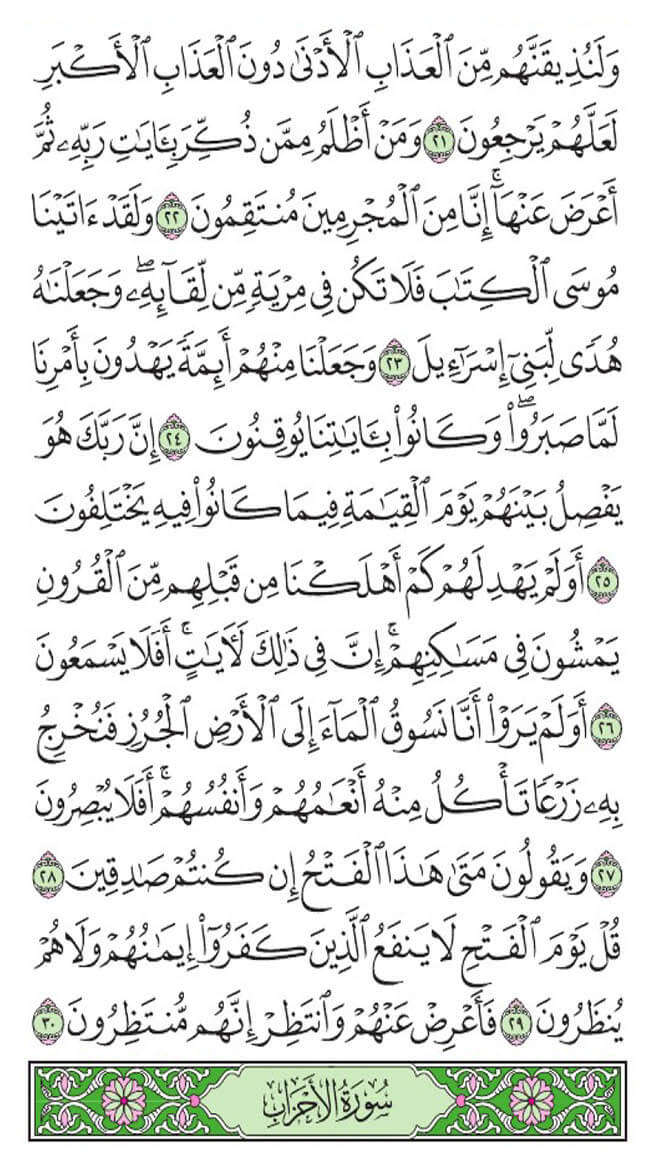 وَلَنُذِيقَنَّهُم مِّنَ ٱلْعَذَابِ ٱلْأَدْنَىٰ دُونَ ٱلْعَذَابِ ٱلْأَكْبَرِ
لَعَلَّهُمْ يَرْجِعُونَ ٢١ وَمَنْ أَظْلَمُ مِمَّن ذُكِّرَ بِـَٔايَـٰتِ رَبِّهِۦ ثُمَّ
أَعْرَضَ عَنْهَآ ۚ إِنَّا مِنَ ٱلْمُجْرِمِينَ مُنتَقِمُونَ ٢٢ وَلَقَدْ ءَاتَيْنَا
مُوسَى ٱلْكِتَـٰبَ فَلَا تَكُن فِى مِرْيَةٍ مِّن لِّقَآئِهِۦ ۖ وَجَعَلْنَـٰهُ
هُدًى لِّبَنِىٓ إِسْرَٰٓءِيلَ ٢٣ وَجَعَلْنَا مِنْهُمْ أَئِمَّةً يَهْدُونَ بِأَمْرِنَا
لَمَّا صَبَرُوا۟ ۖ وَكَانُوا۟ بِـَٔايَـٰتِنَا يُوقِنُونَ ٢٤ إِنَّ رَبَّكَ هُوَ
يَفْصِلُ بَيْنَهُمْ يَوْمَ ٱلْقِيَـٰمَةِ فِيمَا كَانُوا۟ فِيهِ يَخْتَلِفُونَ
٢٥ أَوَلَمْ يَهْدِ لَهُمْ كَمْ أَهْلَكْنَا مِن قَبْلِهِم مِّنَ ٱلْقُرُونِ
يَمْشُونَ فِى مَسَـٰكِنِهِمْ ۚ إِنَّ فِى ذَٰلِكَ لَـَٔايَـٰتٍ ۖ أَفَلَا يَسْمَعُونَ
٢٦ أَوَلَمْ يَرَوْا۟ أَنَّا نَسُوقُ ٱلْمَآءَ إِلَى ٱلْأَرْضِ ٱلْجُرُزِ فَنُخْرِجُ
بِهِۦ زَرْعًا تَأْكُلُ مِنْهُ أَنْعَـٰمُهُمْ وَأَنفُسُهُمْ ۚ أَفَلَا يُبْصِرُونَ
٢٧ وَيَقُولُونَ مَتَىٰ هَـٰذَا ٱلْفَتْحُ إِن كُنتُمْ صَـٰدِقِينَ ٢٨
قُلْ يَوْمَ ٱلْفَتْحِ لَا يَنفَعُ ٱلَّذِينَ كَفَرُوٓا۟ إِيمَـٰنُهُمْ وَلَا هُمْ
يُنظَرُونَ ٢٩ فَأَعْرِضْ عَنْهُمْ وَٱنتَظِرْ إِنَّهُم مُّنتَظِرُونَ ٣٠
سُورَةُ الْأَحْزَابِ